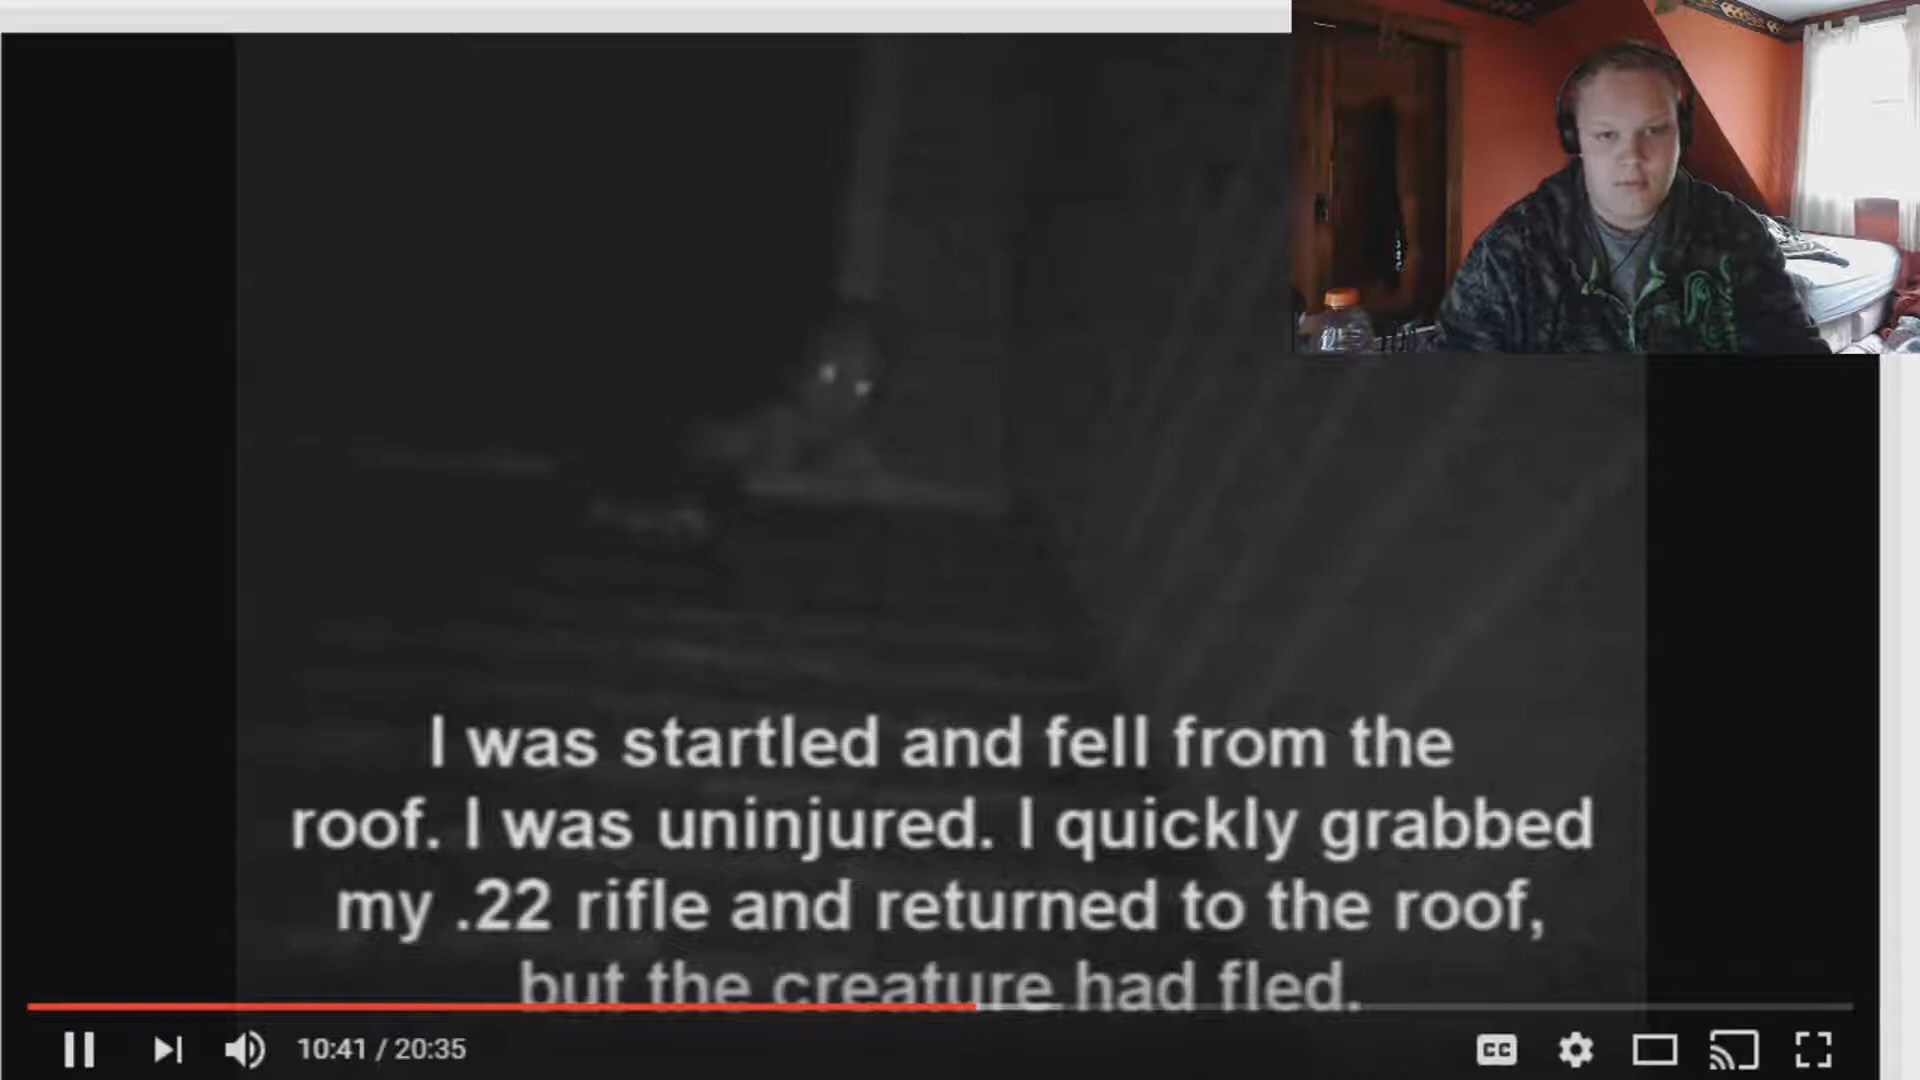 I was startled and fell from the
roof. I was uninjured. I quickly grabbed
my .22 rifle and returned to the roof,
but the creature had fled.
10:41 / 20:35
CC